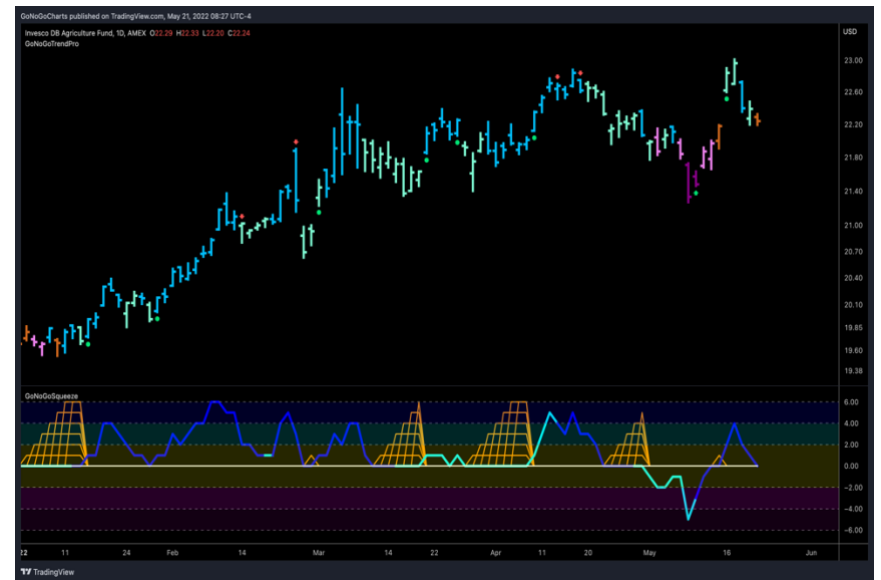 GoNoGoCharts published on TradingView.com, May 21, 2022 08:27 UTC-4
Invesco DB Agriculture Fund, 1D, AMEX O22.29 H22.33 L22.20 C22.24
GoNoGoTrendPro
USD
23.00
22.60
22.20
21.80
21.40
21.00
20.70
20.40
20.10
19.85
19.60
19.38
GoNoGoSqueeze
6.00
4.00
2.00
0.00
−2.00
−4.00
−6.00
22 11 24 Feb 14 Mar 14 22 Apr 11 20 May 16 Jun
TradingView